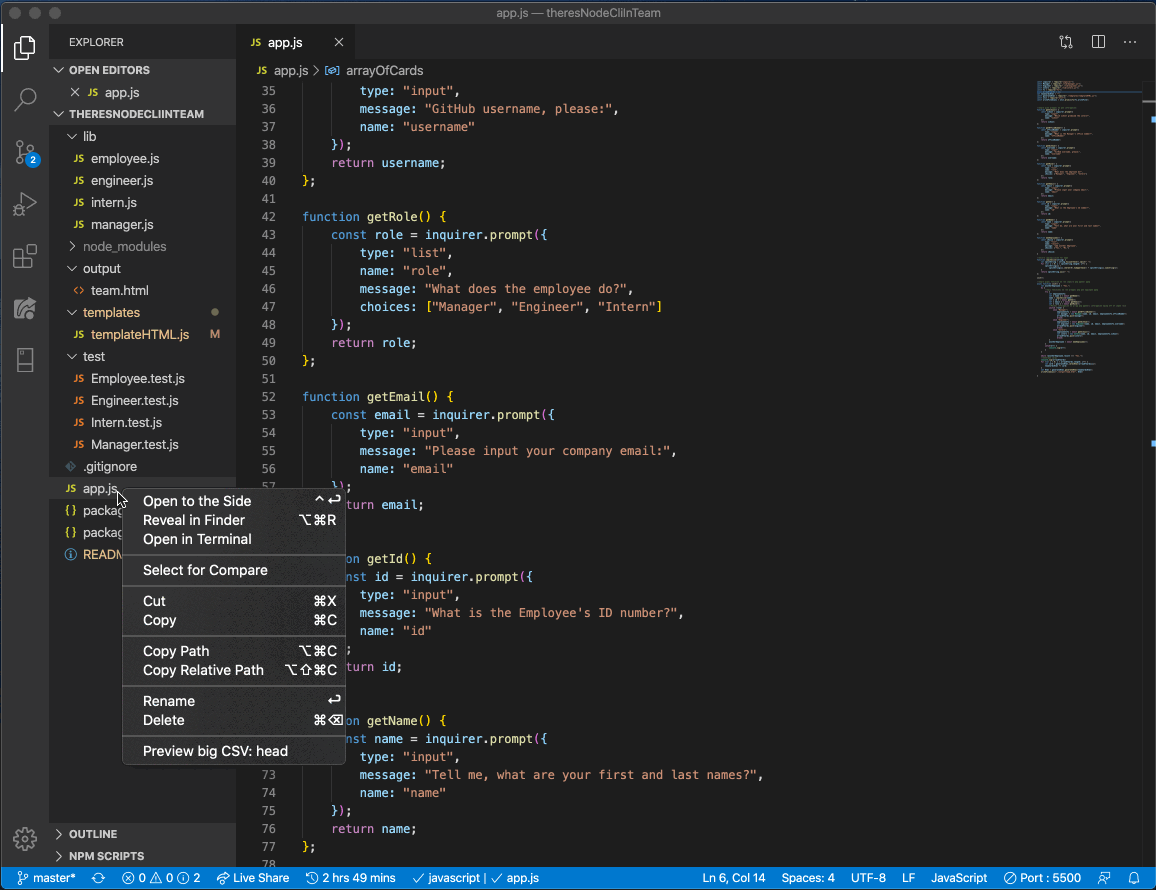 app.js — theresNodeCliInTeam
EXPLORER
JS app.js
OPEN EDITORS
JS app.js
JS app.js > arrayOfCards
THERESNODECLIINTEAM
lib
JS employee.js
JS engineer.js
JS intern.js
JS manager.js
node_modules
output
<> team.html
templates
JS templateHTML.js M
test
JS Employee.test.js
JS Engineer.test.js
JS Intern.test.js
JS Manager.test.js
.gitignore
JS app.js
{} packag
{} packag
READM
OUTLINE
NPM SCRIPTS
2
35 type: "input",
36 message: "GitHub username, please:",
37 name: "username"
38 });
39 return username;
40 };
41
42 function getRole() {
43 const role = inquirer.prompt({
44 type: "list",
45 name: "role",
46 message: "What does the employee do?",
47 choices: ["Manager", "Engineer", "Intern"]
48 });
49 return role;
50 };
51
52 function getEmail() {
53 const email = inquirer.prompt({
54 type: "input",
55 message: "Please input your company email:",
56 name: "email"
57 });
turn email;
on getId() {
nst id = inquirer.prompt({
type: "input",
message: "What is the Employee's ID number?",
name: "id"
;
turn id;
on getName() {
nst name = inquirer.prompt({
type: "input",
73 message: "Tell me, what are your first and last names?",
74 name: "name"
75 });
76 return name;
77 };
78
Open to the Side ^⏎
Reveal in Finder ⌥⌘R
Open in Terminal
Select for Compare
Cut ⌘X
Copy ⌘C
Copy Path ⌥⌘C
Copy Relative Path ⌥⇧⌘C
Rename ⏎
Delete ⌘⌫
Preview big CSV: head
master* 0 0 2 Live Share 2 hrs 49 mins ✓ javascript | ✓ app.js Ln 6, Col 14 Spaces: 4 UTF-8 LF JavaScript Port : 5500